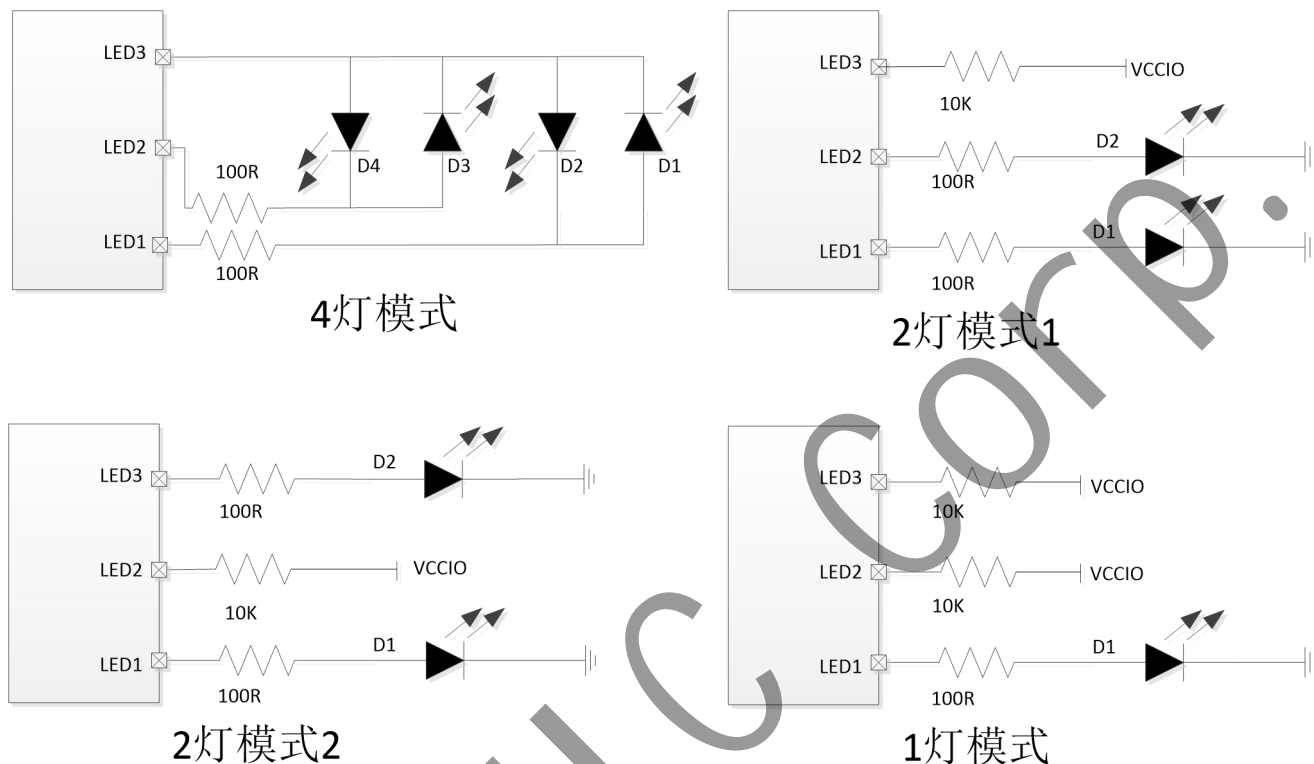 LED3
LED2
100R
D4
D3
D2
D1
LED1
100R
4灯模式
LED3
VCCIO
10K
D2
LED2
100R
D1
LED1
100R
2灯模式1
D2
LED3
100R
LED2
VCCIO
10K
D1
LED1
100R
2灯模式2
LED3
VCCIO
10K
LED2
VCCIO
10K
D1
LED1
100R
1灯模式
Corp.